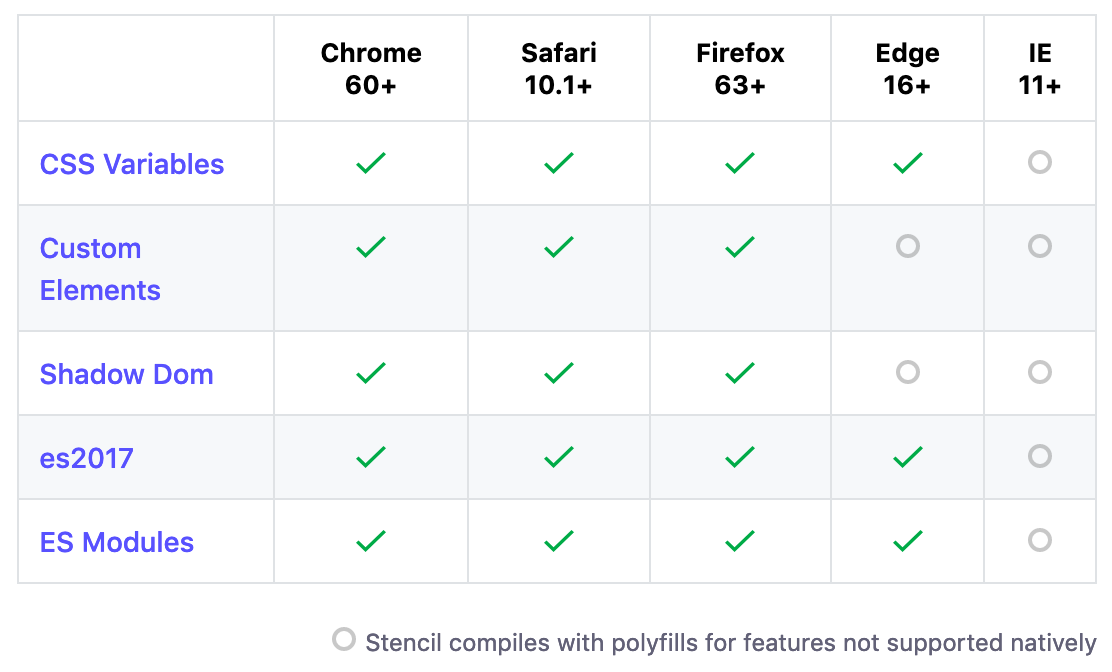 Chrome Safari Firefox Edge IE
60+ 10.1+ 63+ 16+ 11+
CSS Variables
Custom
Elements
Shadow Dom
es2017
ES Modules
Stencil compiles with polyfills for features not supported natively